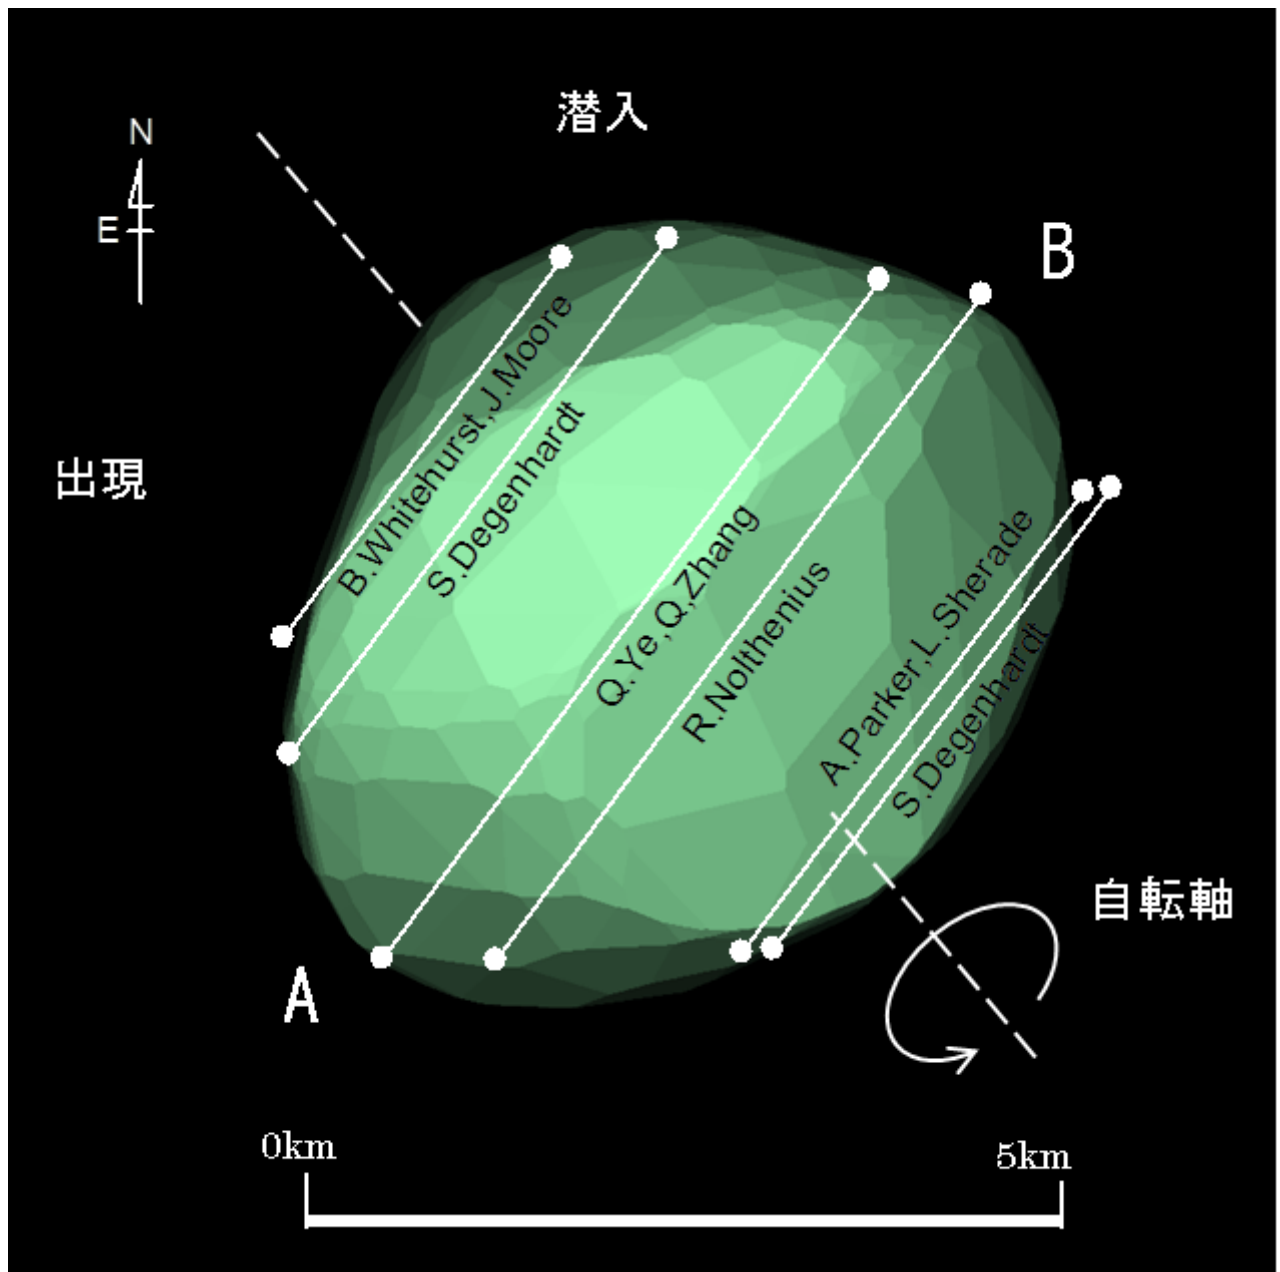 潜入
N
E
B
出現
B.Whitehurst,J.Moore
S.Degenhardt
Q.Ye,Q,Zhang
R.Nolthenius
A.Parker,L.Sherade
S.Degenhardt
自転軸
A
0km
5km